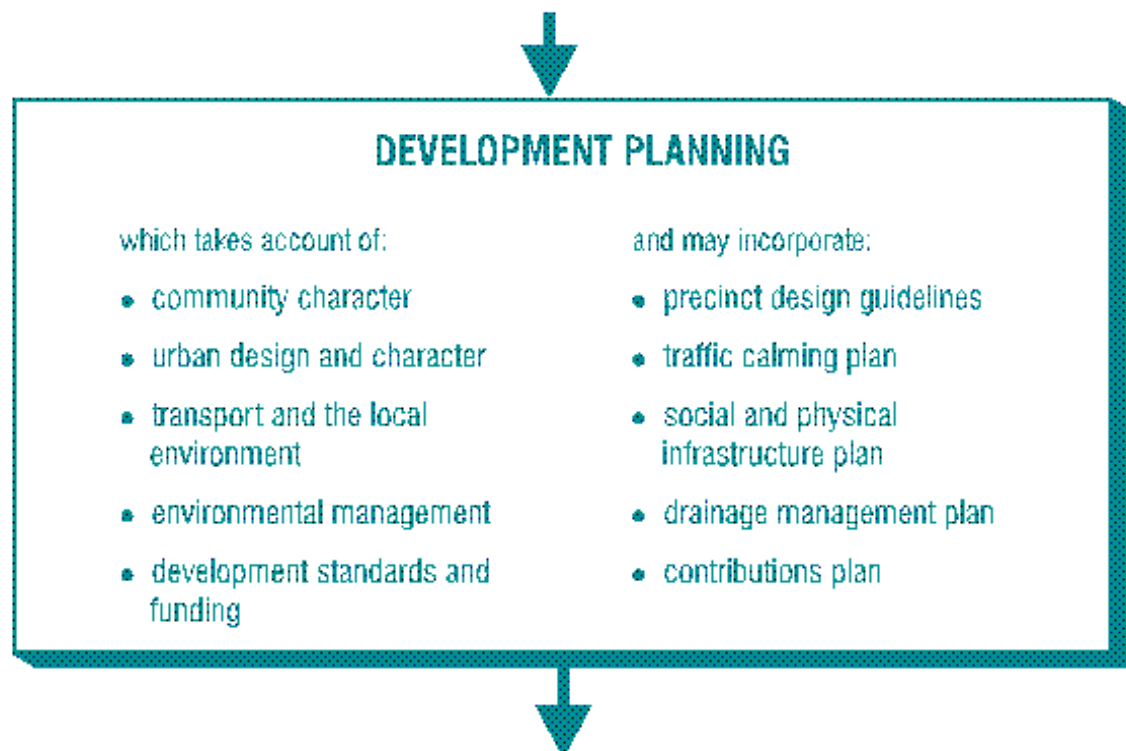 DEVELOPMENT PLANNING
which takes account of:
• community character
• urban design and character
• transport and the local
environment
• environmental management
• development standards and
funding
and may incorporate:
• precinct design guidelines
• traffic calming plan
• social and physical
infrastructure plan
• drainage management plan
• contributions plan